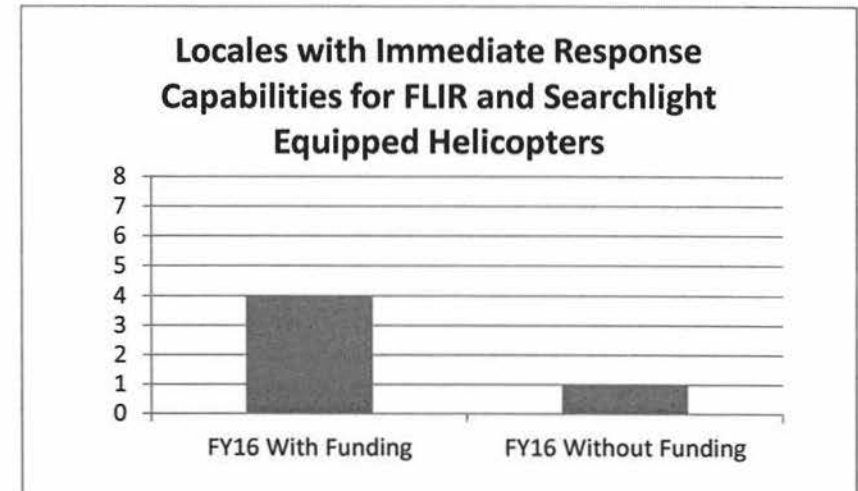 Locales with Immediate Response
Capabilities for FLIR and Searchlight
Equipped Helicopters
8
7
6
5
4
3
2
1
0
FY16 With Funding
FY16 Without Funding